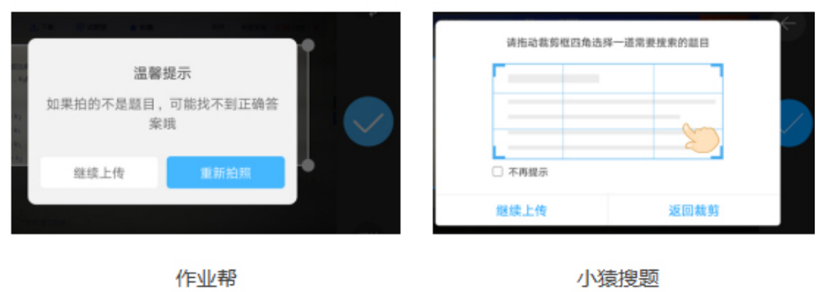 温馨提示
如果拍的不是题目，可能找不到正确答
案哦
继续上传
重新拍照
请拖动裁剪框四角选择一道需要搜索的题目
不再提示
继续上传
返回裁剪
作业帮
小猿搜题